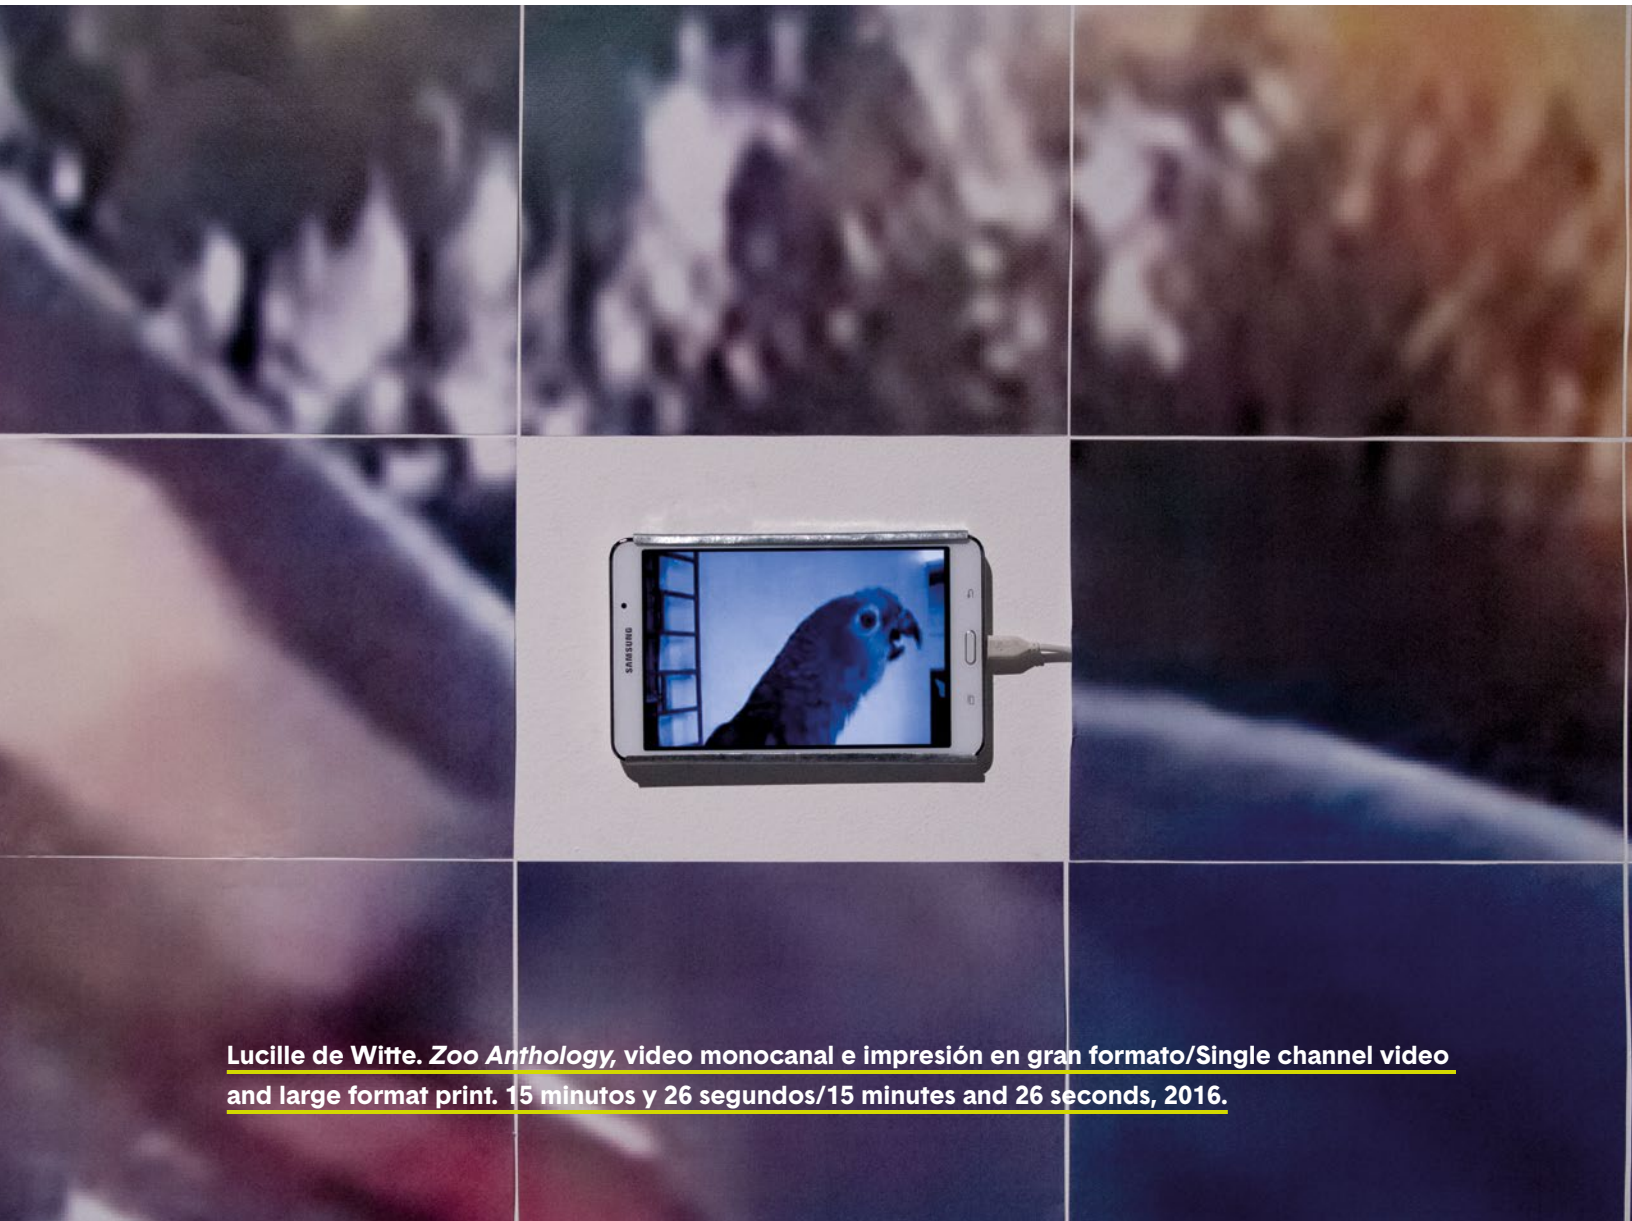 SAMSUNG
Lucille de Witte. Zoo Anthology, video monocanal e impresión en gran formato/Single channel video
and large format print. 15 minutos y 26 segundos/15 minutes and 26 seconds, 2016.